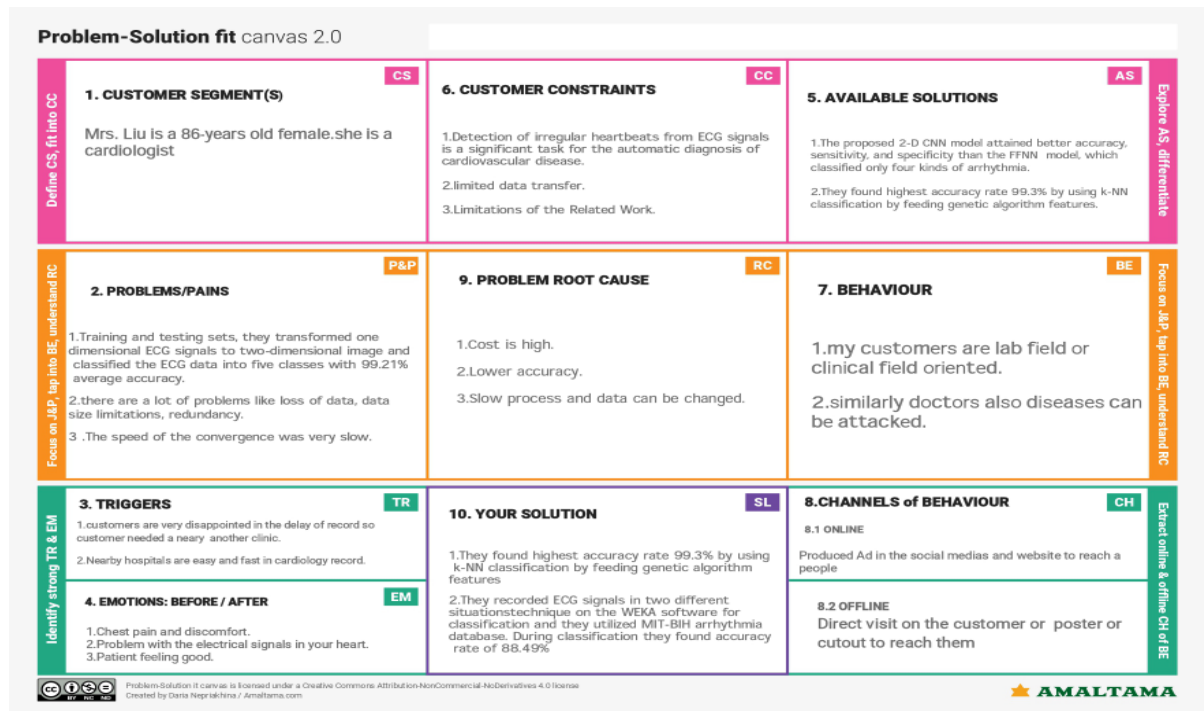 Problem-Solution fit canvas 2.0
Define CS, fit into CC
CS
1. CUSTOMER SEGMENT(S)
Mrs. Liu is a 86-years old female.she is a
cardiologist
CC
6. CUSTOMER CONSTRAINTS
1.Detection of irregular heartbeats from ECG signals
is a significant task for the automatic diagnosis of
cardiovascular disease.
2.limited data transfer.
3.Limitations of the Related Work.
AS
5. AVAILABLE SOLUTIONS
1.The proposed 2-D CNN model attained better accuracy,
sensitivity, and specificity than the FFNN model, which
classified only four kinds of arrhythmia.
2.They found highest accuracy rate 99.3% by using k-NN
classification by feeding genetic algorithm features.
Explore AS, differentiate
Focus on J&P, tap into BE, understand RC
P&P
2. PROBLEMS/PAINS
1.Training and testing sets, they transformed one
dimensional ECG signals to two-dimensional image and
classified the ECG data into five classes with 99.21%
average accuracy.
2.there are a lot of problems like loss of data, data
size limitations, redundancy.
3 .The speed of the convergence was very slow.
RC
9. PROBLEM ROOT CAUSE
1.Cost is high.
2.Lower accuracy.
3.Slow process and data can be changed.
BE
7. BEHAVIOUR
1.my customers are lab field or
clinical field oriented.
2.similarly doctors also diseases can
be attacked.
Focus on J&P, tap into BE, understand RC
Identify strong TR & EM
3. TRIGGERS
TR
1.customers are very disappointed in the delay of record so
customer needed a neary another clinic.
2.Nearby hospitals are easy and fast in cardiology record.
4. EMOTIONS: BEFORE / AFTER
EM
1.Chest pain and discomfort.
2.Problem with the electrical signals in your heart.
3.Patient feeling good.
SL
10. YOUR SOLUTION
1.They found highest accuracy rate 99.3% by using
k-NN classification by feeding genetic algorithm
features
2.They recorded ECG signals in two different
situationstechnique on the WEKA software for
classification and they utilized MIT-BIH arrhythmia
database. During classification they found accuracy
rate of 88.49%
8.CHANNELS of BEHAVIOUR
CH
8.1 ONLINE
Produced Ad in the social medias and website to reach a
people
8.2 OFFLINE
Direct visit on the customer or poster or
cutout to reach them
Extract online & offline CH of BE
cc BY NC ND
Problem-Solution it canvas is licensed under a Creative Commons Attribution-NonCommercial-NoDerivatives 4.0 license
Created by Daria Nepriakhina / Amaltama.com
AMALTAMA